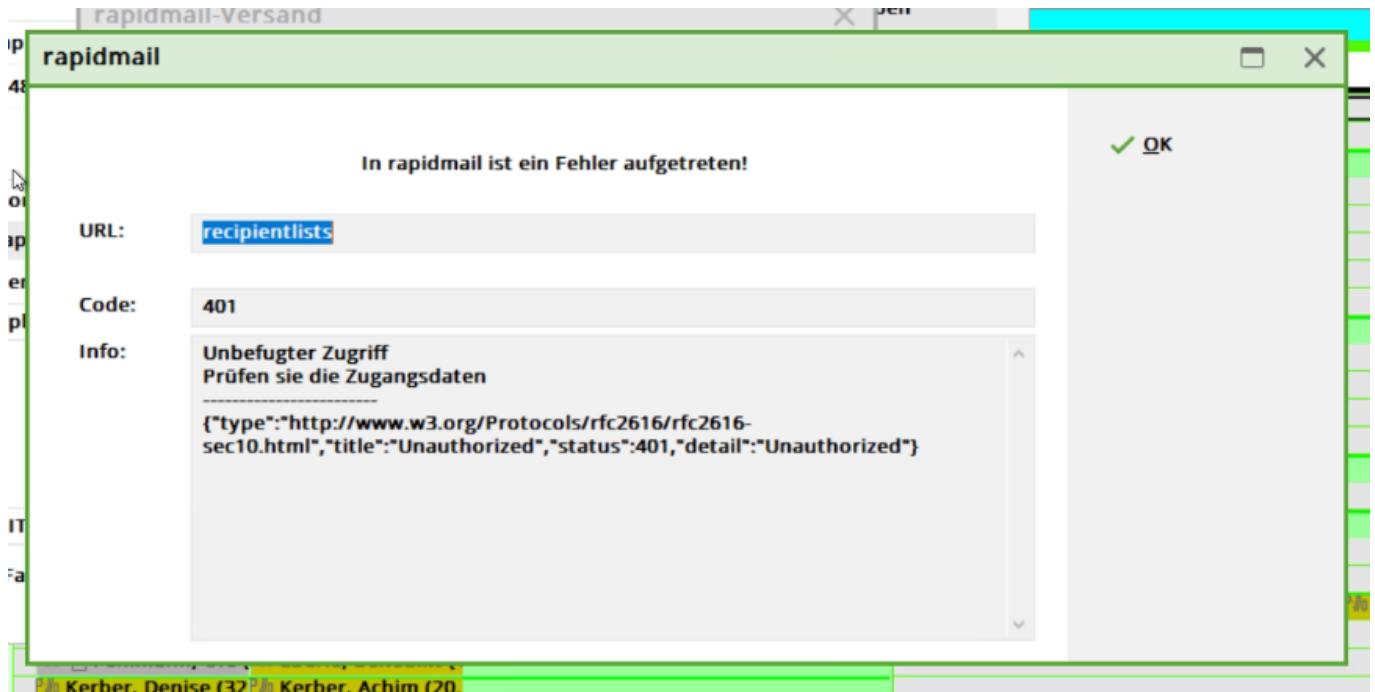 rapidmail-Versand
rapidmail
OK
In rapidmail ist ein Fehler aufgetreten!
URL:
recipientlists
Code:
401
Info:
Unbefugter Zugriff
Prüfen sie die Zugangsdaten
------------------------
{"type":"http://www.w3.org/Protocols/rfc2616/rfc2616-
sec10.html","title":"Unauthorized","status":401,"detail":"Unauthorized"}
Kerber, Denise (32 Kerber, Achim (20.